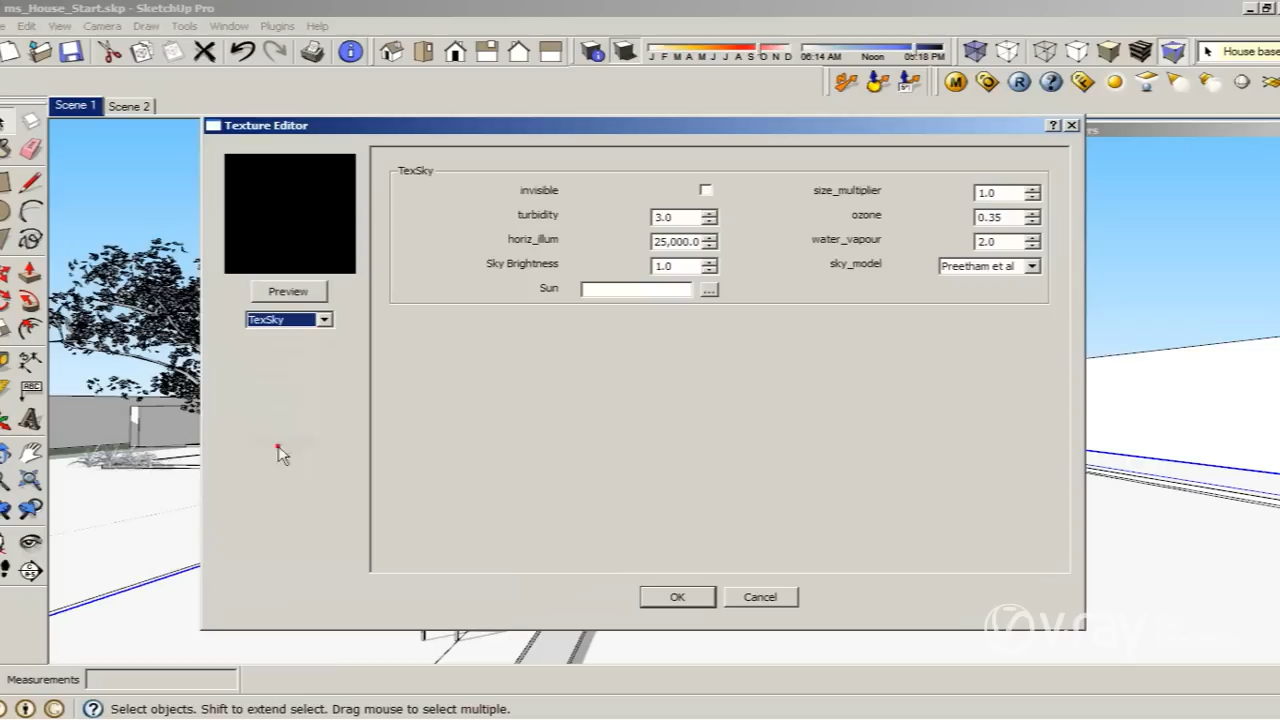 ms_House_Start.skp - SketchUp Pro
Edit View Camera Draw Tools Window Plugins Help
J F M A M J J A S O N D
06:14 AM Noon 05:18 PM
House base
Scene 1 Scene 2
Texture Editor
TexSky
invisible
size_multiplier 1.0
turbidity 3.0
ozone 0.35
horiz_illum 25,000.0
water_vapour 2.0
Sky Brightness 1.0
sky_model Preetham et al
Sun ...
Preview
TexSky
ABC
OK Cancel
v.ray
Measurements
Select objects. Shift to extend select. Drag mouse to select multiple.